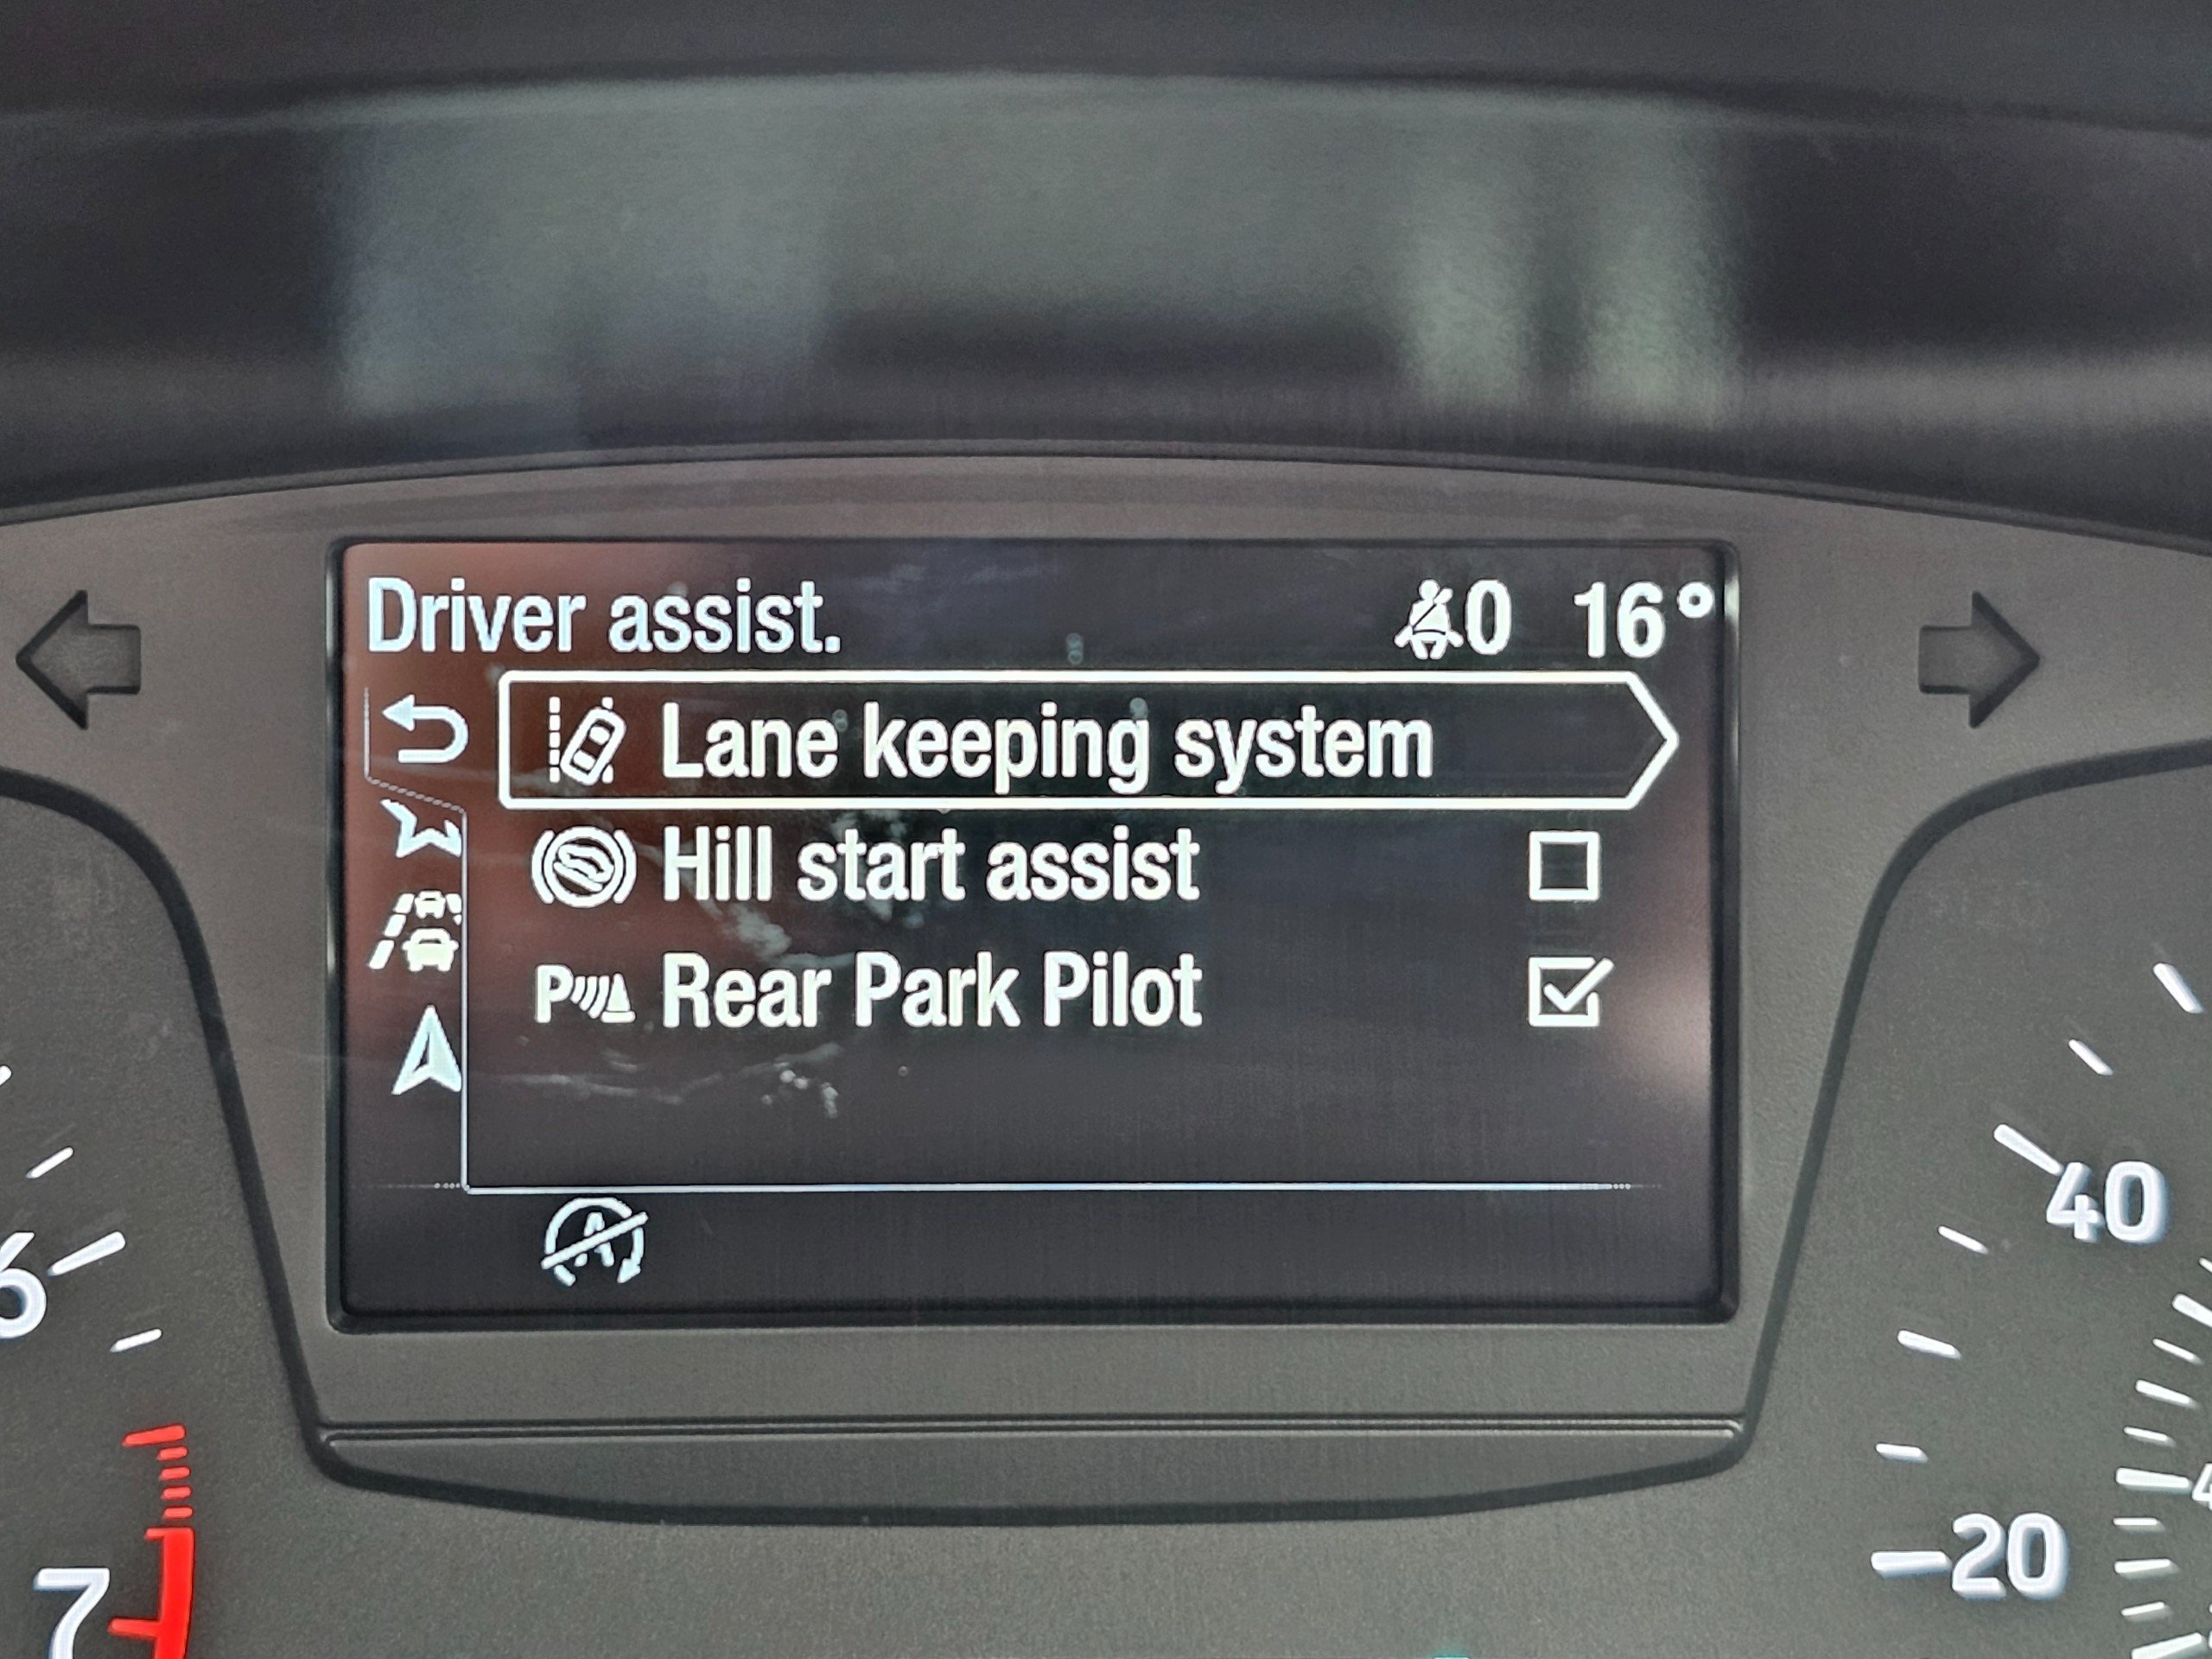 Driver assist. 0 16°
Lane keeping system
Hill start assist
P Rear Park Pilot
A
40
6
20
7